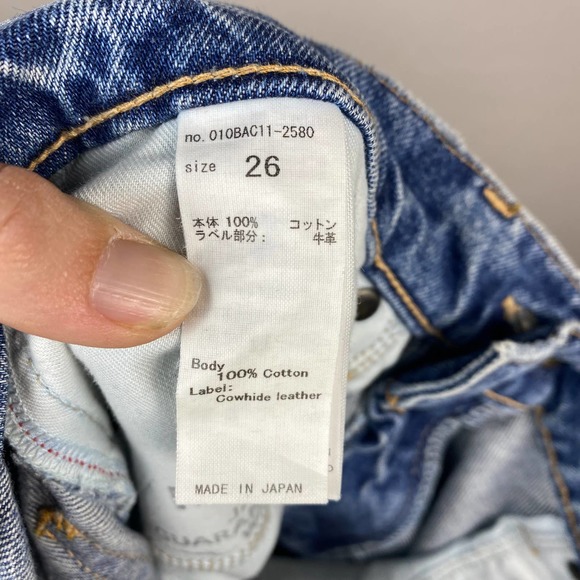 no. 010BAC11-2580
size 26
本体 100% コットン
ラベル部分： 牛革
Body
100% Cotton
Label:
Cowhide leather
MADE IN JAPAN
GUAR